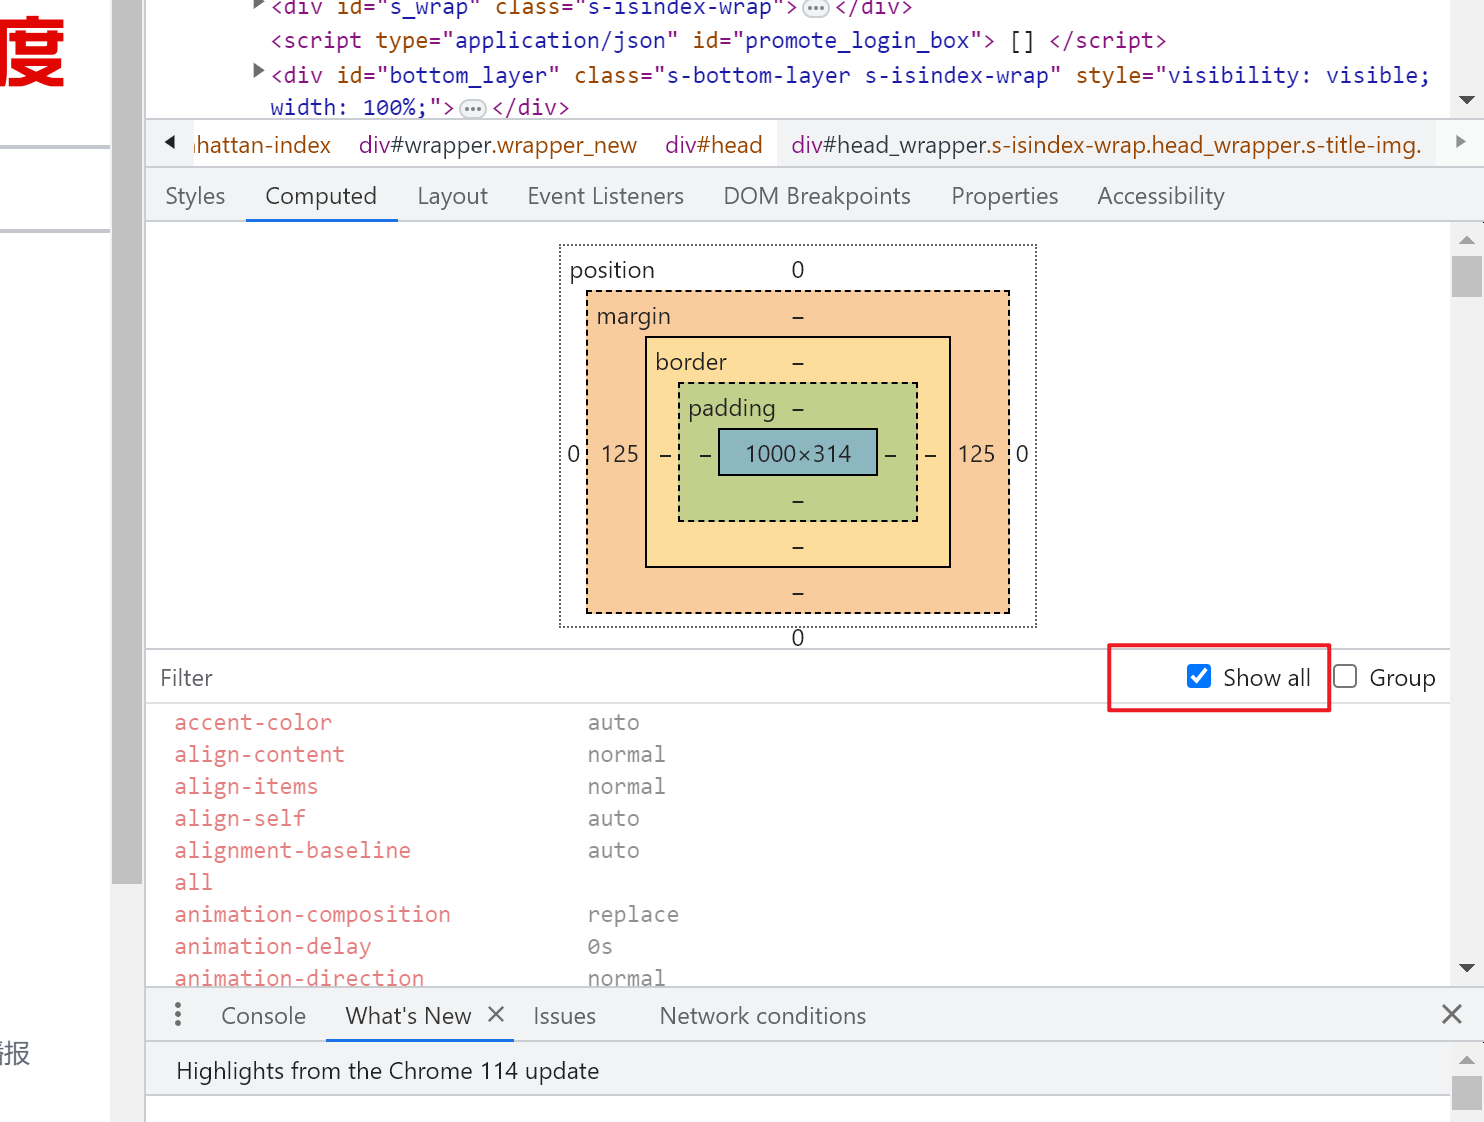 度
<div id="s_wrap" class="s-isindex-wrap">…</div>
<script type="application/json" id="promote_login_box"> [] </script>
<div id="bottom_layer" class="s-bottom-layer s-isindex-wrap" style="visibility: visible;
width: 100%;">…</div>
hattan-index div#wrapper.wrapper_new div#head div#head_wrapper.s-isindex-wrap.head_wrapper.s-title-img.
Styles Computed Layout Event Listeners DOM Breakpoints Properties Accessibility
position 0
margin –
border –
padding –
0 125 – – 1000×314 – – 125 0
–
–
–
0
Filter Show all Group
accent-color auto
align-content normal
align-items normal
align-self auto
alignment-baseline auto
all
animation-composition replace
animation-delay 0s
animation-direction normal
Console What's New × Issues Network conditions
报
Highlights from the Chrome 114 update